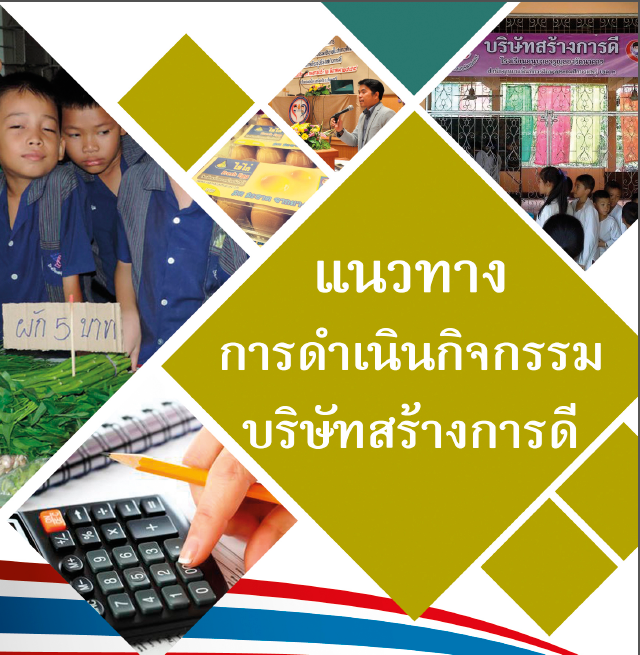 บริษัทสร้างการดี
ผัก 5 บาท
แนวทาง
การดำเนินกิจกรรม
บริษัทสร้างการดี